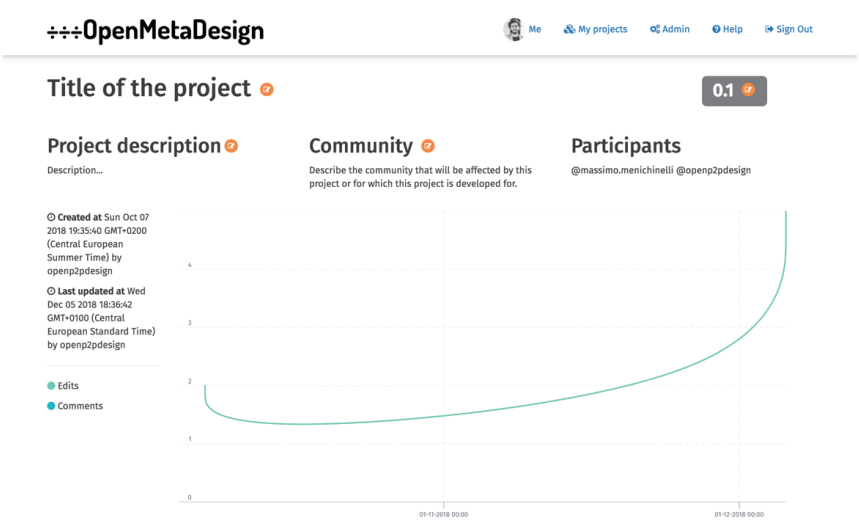 ÷÷÷OpenMetaDesign
Me
My projects
Admin
Help
Sign Out
Title of the project
0.1
Project description
Description...
Community
Describe the community that will be affected by this
project or for which this project is developed for.
Participants
@massimo.menichinelli @openp2pdesign
Created at Sun Oct 07
2018 19:35:40 GMT+0200
(Central European
Summer Time) by
openp2pdesign
Last updated at Wed
Dec 05 2018 18:36:42
GMT+0100 (Central
European Standard Time)
by openp2pdesign
Edits
Comments
4
3
2
1
0
01-11-2018 00:00
01-12-2018 00:00